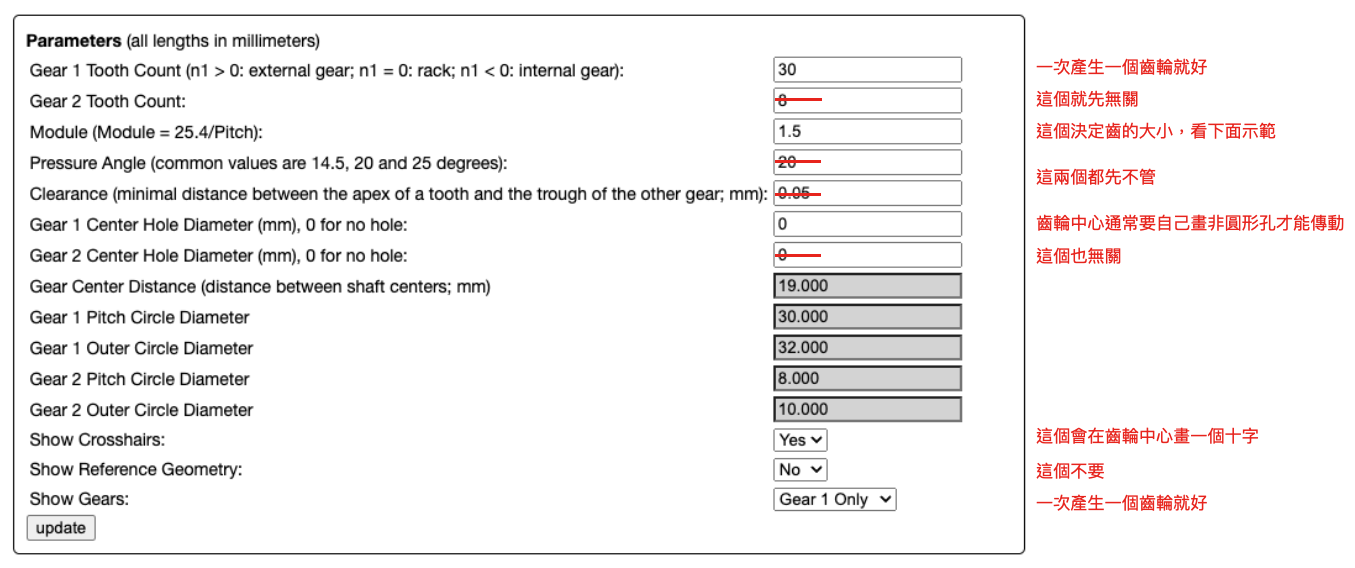 Parameters (all lengths in millimeters)
Gear 1 Tooth Count (n1 > 0: external gear; n1 = 0: rack; n1 < 0: internal gear): 30 一次產生一個齒輪就好
Gear 2 Tooth Count: 8 這個就先無關
Module (Module = 25.4/Pitch): 1.5 這個決定齒的大小，看下面示範
Pressure Angle (common values are 14.5, 20 and 25 degrees): 20
這兩個都先不管
Clearance (minimal distance between the apex of a tooth and the trough of the other gear; mm): 0.05
Gear 1 Center Hole Diameter (mm), 0 for no hole: 0 齒輪中心通常要自己畫非圓形孔才能傳動
Gear 2 Center Hole Diameter (mm), 0 for no hole: 0 這個也無關
Gear Center Distance (distance between shaft centers; mm) 19.000
Gear 1 Pitch Circle Diameter 30.000
Gear 1 Outer Circle Diameter 32.000
Gear 2 Pitch Circle Diameter 8.000
Gear 2 Outer Circle Diameter 10.000
Show Crosshairs: Yes 這個會在齒輪中心畫一個十字
Show Reference Geometry: No 這個不要
Show Gears: Gear 1 Only 一次產生一個齒輪就好
update